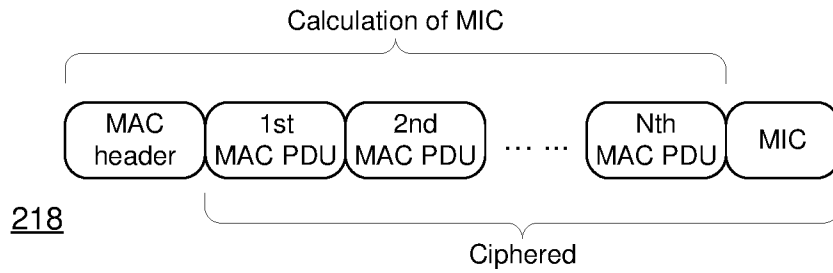 Calculation of MIC
MAC header
1st MAC PDU
2nd MAC PDU
... ...
Nth MAC PDU
MIC
218
Ciphered